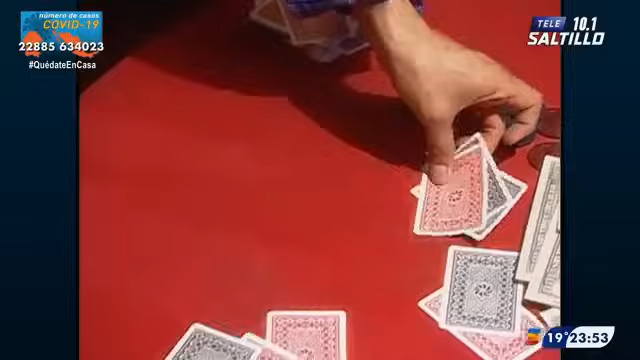 número de casos
COVID-19
22885 634023
#QuédateEnCasa
TELE 10.1
SALTILLO
19° 23:53